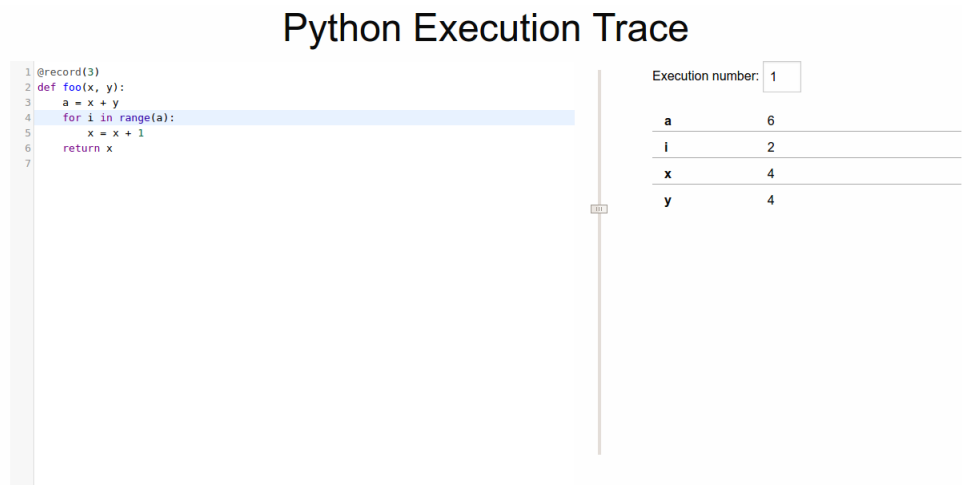 Python Execution Trace
1 @record(3)
2 def foo(x, y):
3     a = x + y
4     for i in range(a):
5         x = x + 1
6     return x
7
Execution number: 1
a 6
i 2
x 4
y 4